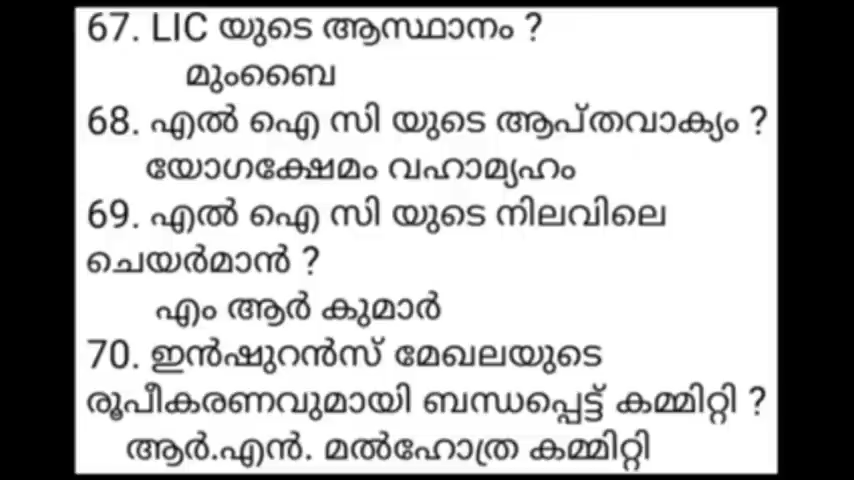 67. LIC യുടെ ആസ്ഥാനം ?
മുംബൈ
68. എൽ ഐ സി യുടെ ആപ്തവാക്യം ?
യോഗക്ഷേമം വഹാമ്യഹം
69. എൽ ഐ സി യുടെ നിലവിലെ
ചെയർമാൻ ?
എം ആർ കുമാർ
70. ഇൻഷുറൻസ് മേഖലയുടെ
രൂപീകരണവുമായി ബന്ധപ്പെട്ട് കമ്മിറ്റി ?
ആർ.എൻ. മൽഹോത്ര കമ്മിറ്റി